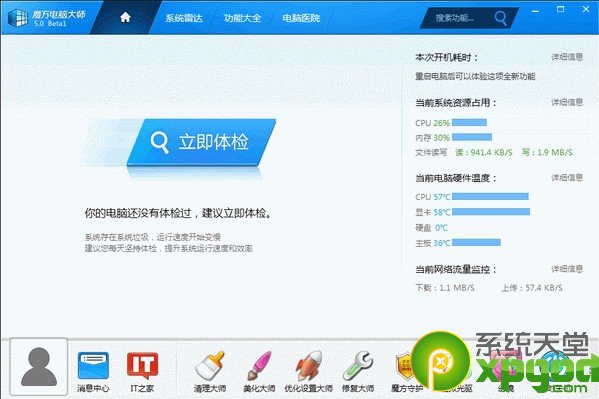 魔方电脑大师
5.0 Beta1
系统雷达 功能大全 电脑医院
搜索功能...
立即体检
你的电脑还没有体检过，建议立即体检。
系统存在系统垃圾，运行速度开始变慢
建议您每天坚持体检，提升系统运行速度和效率
本次开机耗时： 详细信息
重启电脑后可以体验这项全新功能
当前系统资源占用： 详细信息
CPU 26%
内存 30%
文件读写 读：941.4 KB/S 写：1.9 MB/S
当前电脑硬件温度： 详细信息
CPU 57℃
显卡 58℃
硬盘 0℃
主板 36℃
当前网络流量监控： 详细信息
下载：1.1 MB/S 上传：57.4 KB/S
IT
消息中心 IT之家 清理大师 美化大师 优化设置大师 修复大师 魔方守护
系统天堂